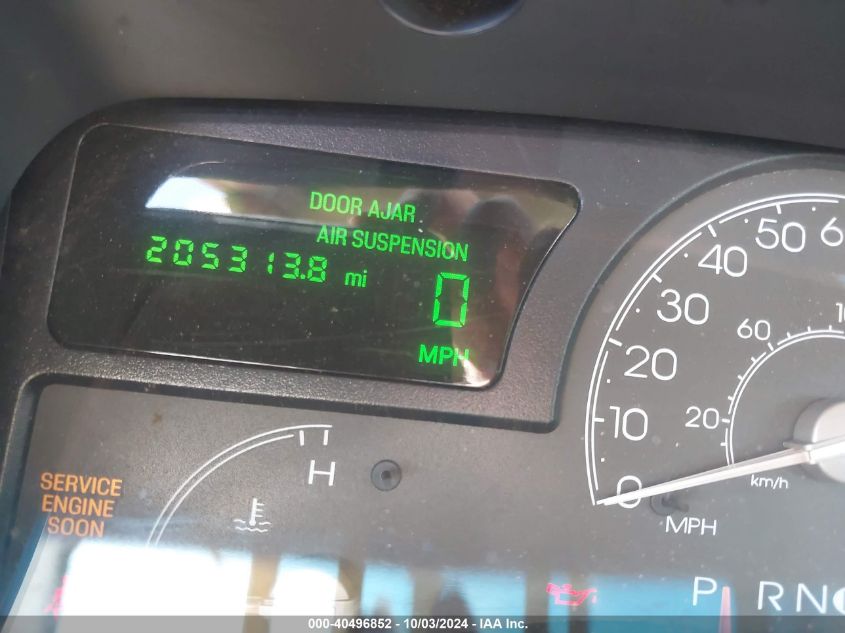 DOOR AJAR
AIR SUSPENSION
205313.8 mi
0
MPH
50
40
30
60
20
20
10
H
0
km/h
MPH
SERVICE
ENGINE
SOON
P R N
000-40496852 - 10/03/2024 - IAA Inc.